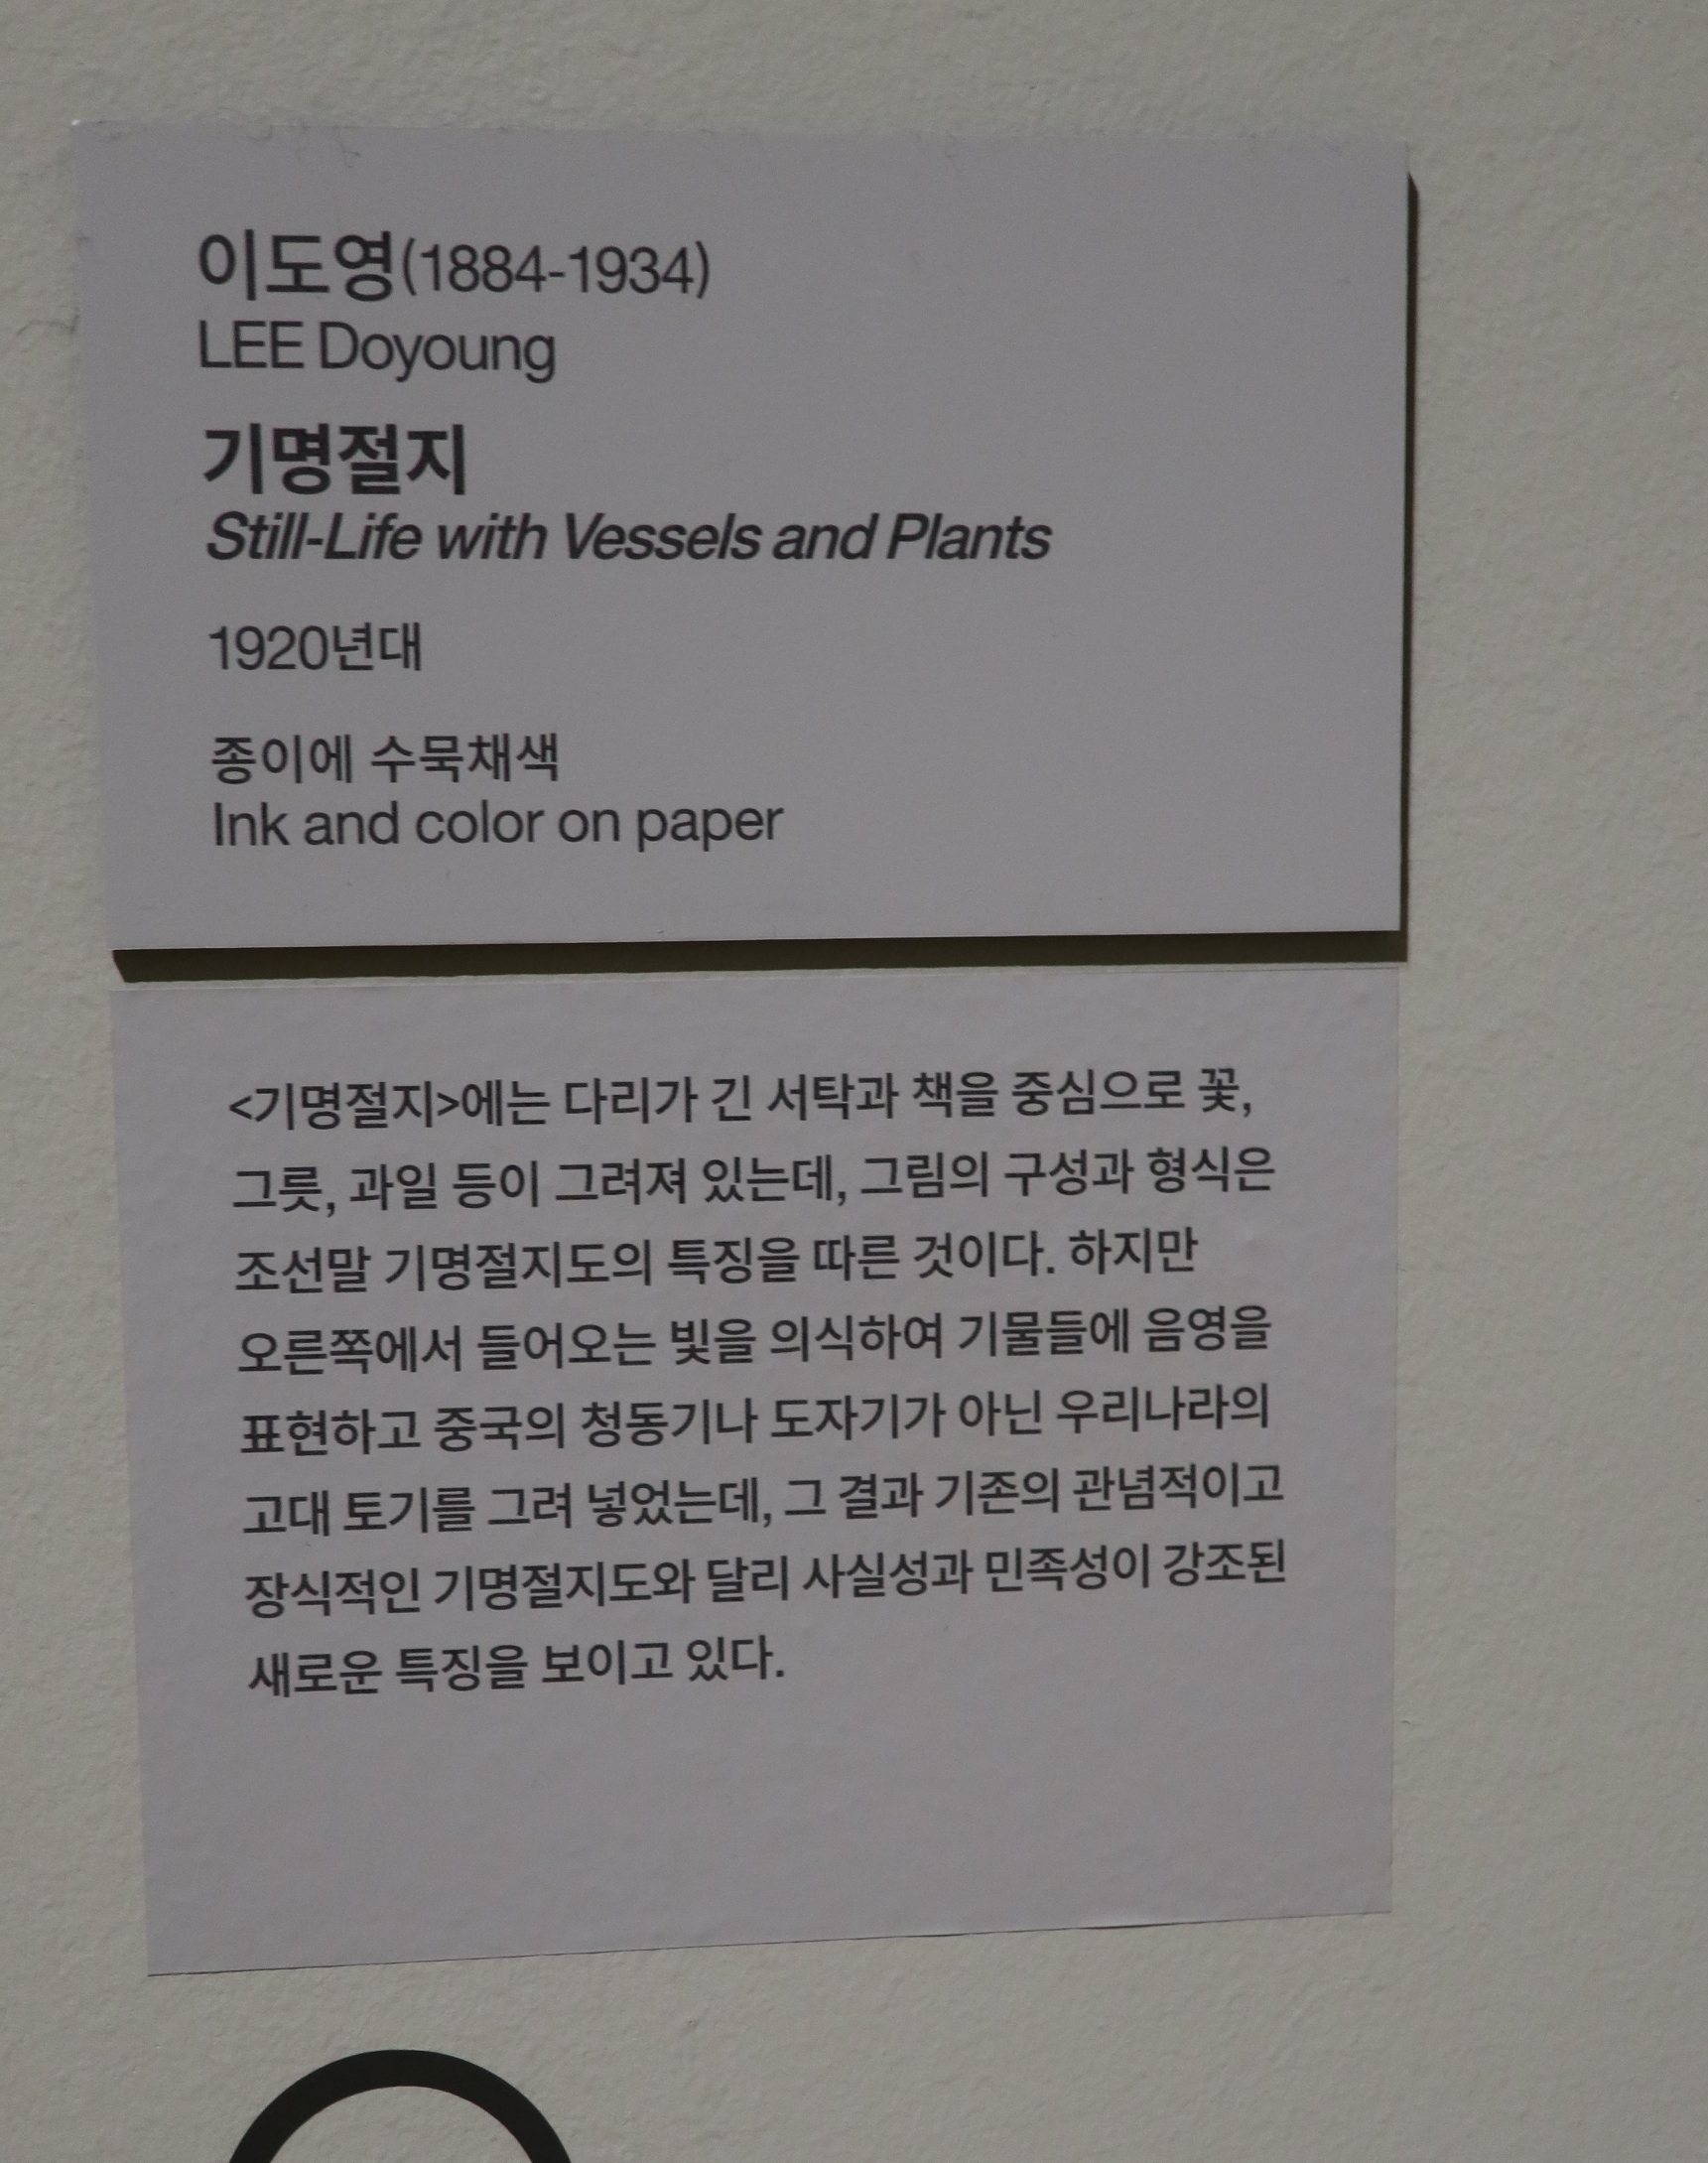 이도영(1884-1934)
LEE Doyoung
기명절지
Still-Life with Vessels and Plants
1920년대
종이에 수묵채색
Ink and color on paper
<기명절지>에는 다리가 긴 서탁과 책을 중심으로 꽃,
그릇, 과일 등이 그려져 있는데, 그림의 구성과 형식은
조선말 기명절지도의 특징을 따른 것이다. 하지만
오른쪽에서 들어오는 빛을 의식하여 기물들에 음영을
표현하고 중국의 청동기나 도자기가 아닌 우리나라의
고대 토기를 그려 넣었는데, 그 결과 기존의 관념적이고
장식적인 기명절지도와 달리 사실성과 민족성이 강조된
새로운 특징을 보이고 있다.